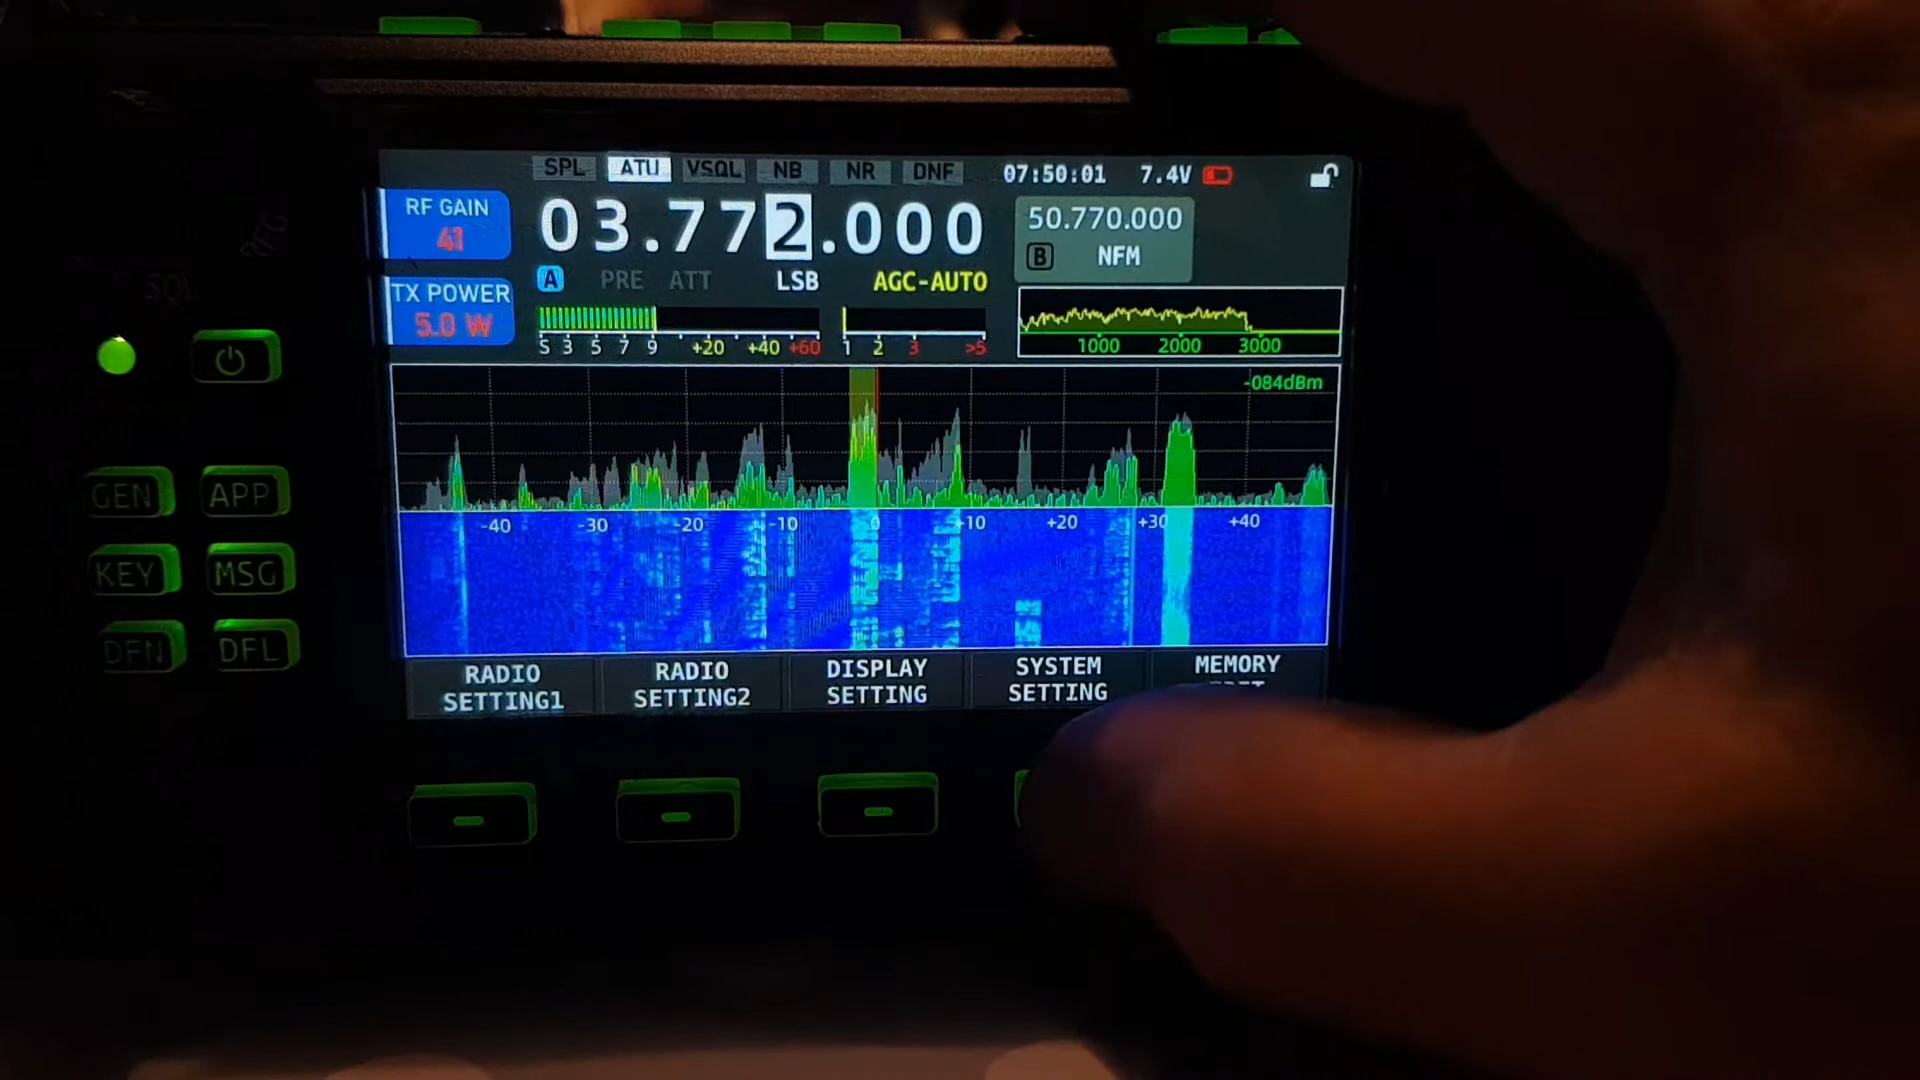 SPL ATU VSQL NB NR DNF 07:50:01 7.4V
RF GAIN
41
03.772.000
50.770.000
B NFM
A PRE ATT LSB AGC-AUTO
TX POWER
5.0 W
S 3 5 7 9 +20 +40 +60
1 2 3 >5
1000 2000 3000
-084dBm
-40 -30 -20 -10 0 +10 +20 +30 +40
RADIO SETTING1
RADIO SETTING2
DISPLAY SETTING
SYSTEM SETTING
MEMORY
RFG
SQL
GEN APP
KEY MSG
DFN DFL